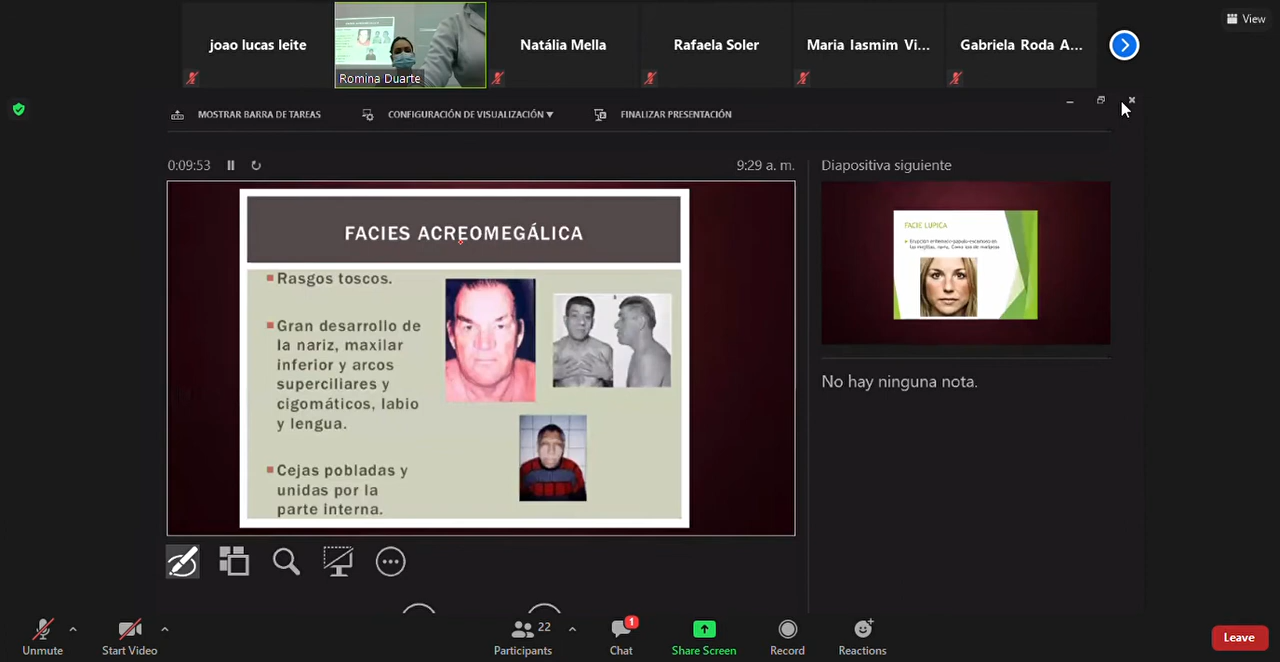 View
joao lucas leite
Romina Duarte
Natália Mella
Rafaela Soler
Maria Iasmim Vi...
Gabriela Roda A...
MOSTRAR BARRA DE TAREAS
CONFIGURACIÓN DE VISUALIZACIÓN ▼
FINALIZAR PRESENTACIÓN
0:09:53
9:29 a. m.
Diapositiva siguiente
FACIES ACREOMEGÁLICA
Rasgos toscos.
Gran desarrollo de
la nariz, maxilar
inferior y arcos
superciliares y
cigomáticos, labio
y lengua.
Cejas pobladas y
unidas por la
parte interna.
FACIE LUPICA
No hay ninguna nota.
Unmute
Start Video
22
Participants
1
Chat
Share Screen
Record
Reactions
Leave